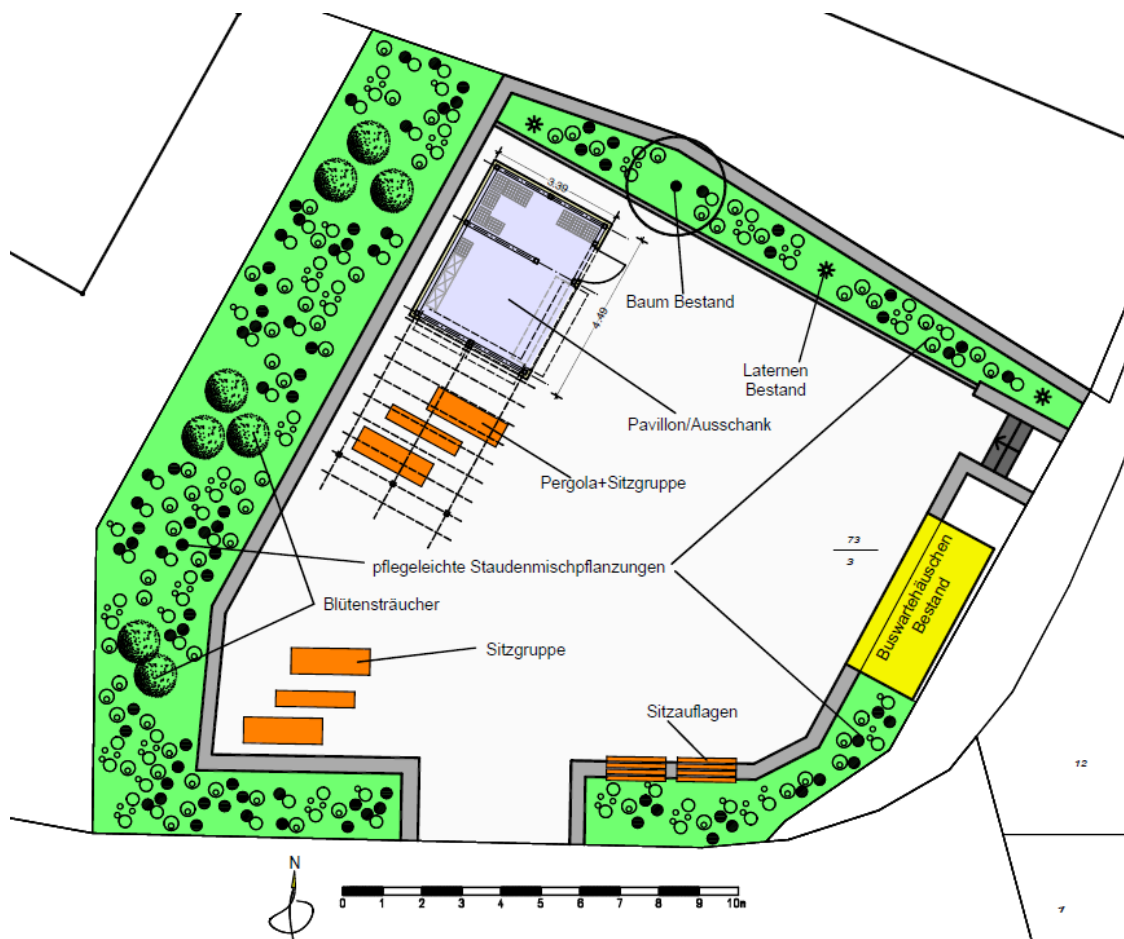 3.39
4.49
Baum Bestand
Laternen
Bestand
Pavillon/Ausschank
Pergola+Sitzgruppe
73
3
pflegeleichte Staudenmischpflanzungen
Buswartehäuschen
Bestand
Blütensträucher
Sitzgruppe
Sitzauflagen
12
N
0 1 2 3 4 5 6 7 8 9 10m